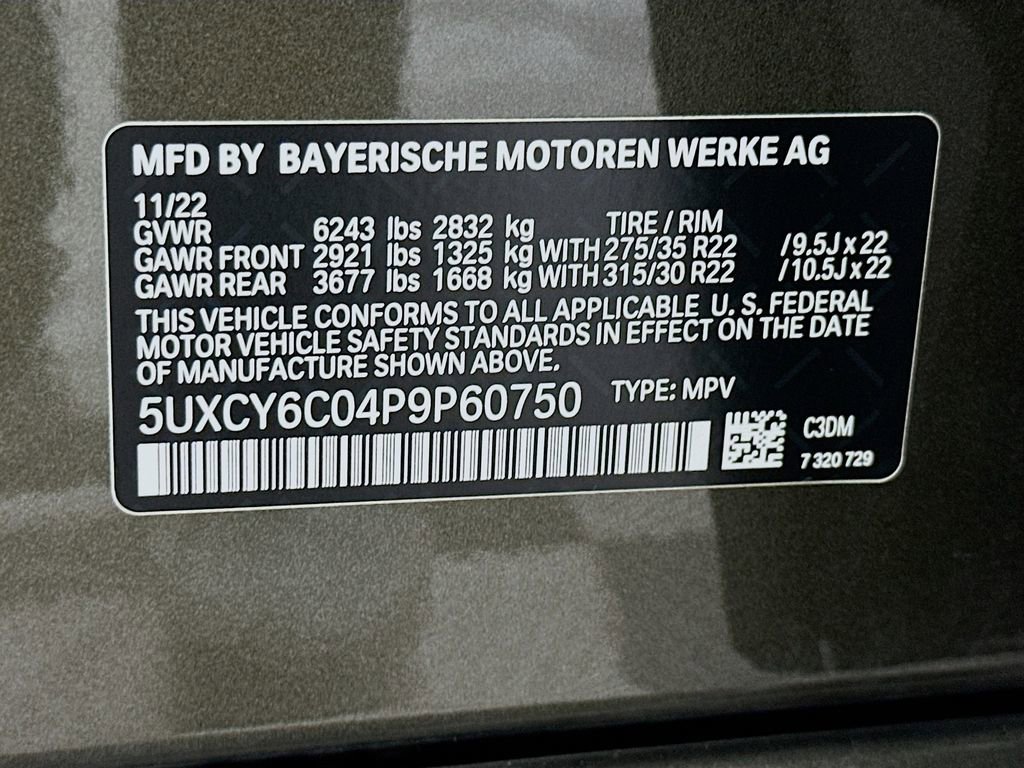 MFD BY BAYERISCHE MOTOREN WERKE AG
11/22
GVWR 6243 lbs 2832 kg TIRE / RIM
GAWR FRONT 2921 lbs 1325 kg WITH 275/35 R22 /9.5J x 22
GAWR REAR 3677 lbs 1668 kg WITH 315/30 R22 /10.5J x 22
THIS VEHICLE CONFORMS TO ALL APPLICABLE U. S. FEDERAL
MOTOR VEHICLE SAFETY STANDARDS IN EFFECT ON THE DATE
OF MANUFACTURE SHOWN ABOVE.
5UXCY6C04P9P60750 TYPE: MPV
C3DM
7 320 729